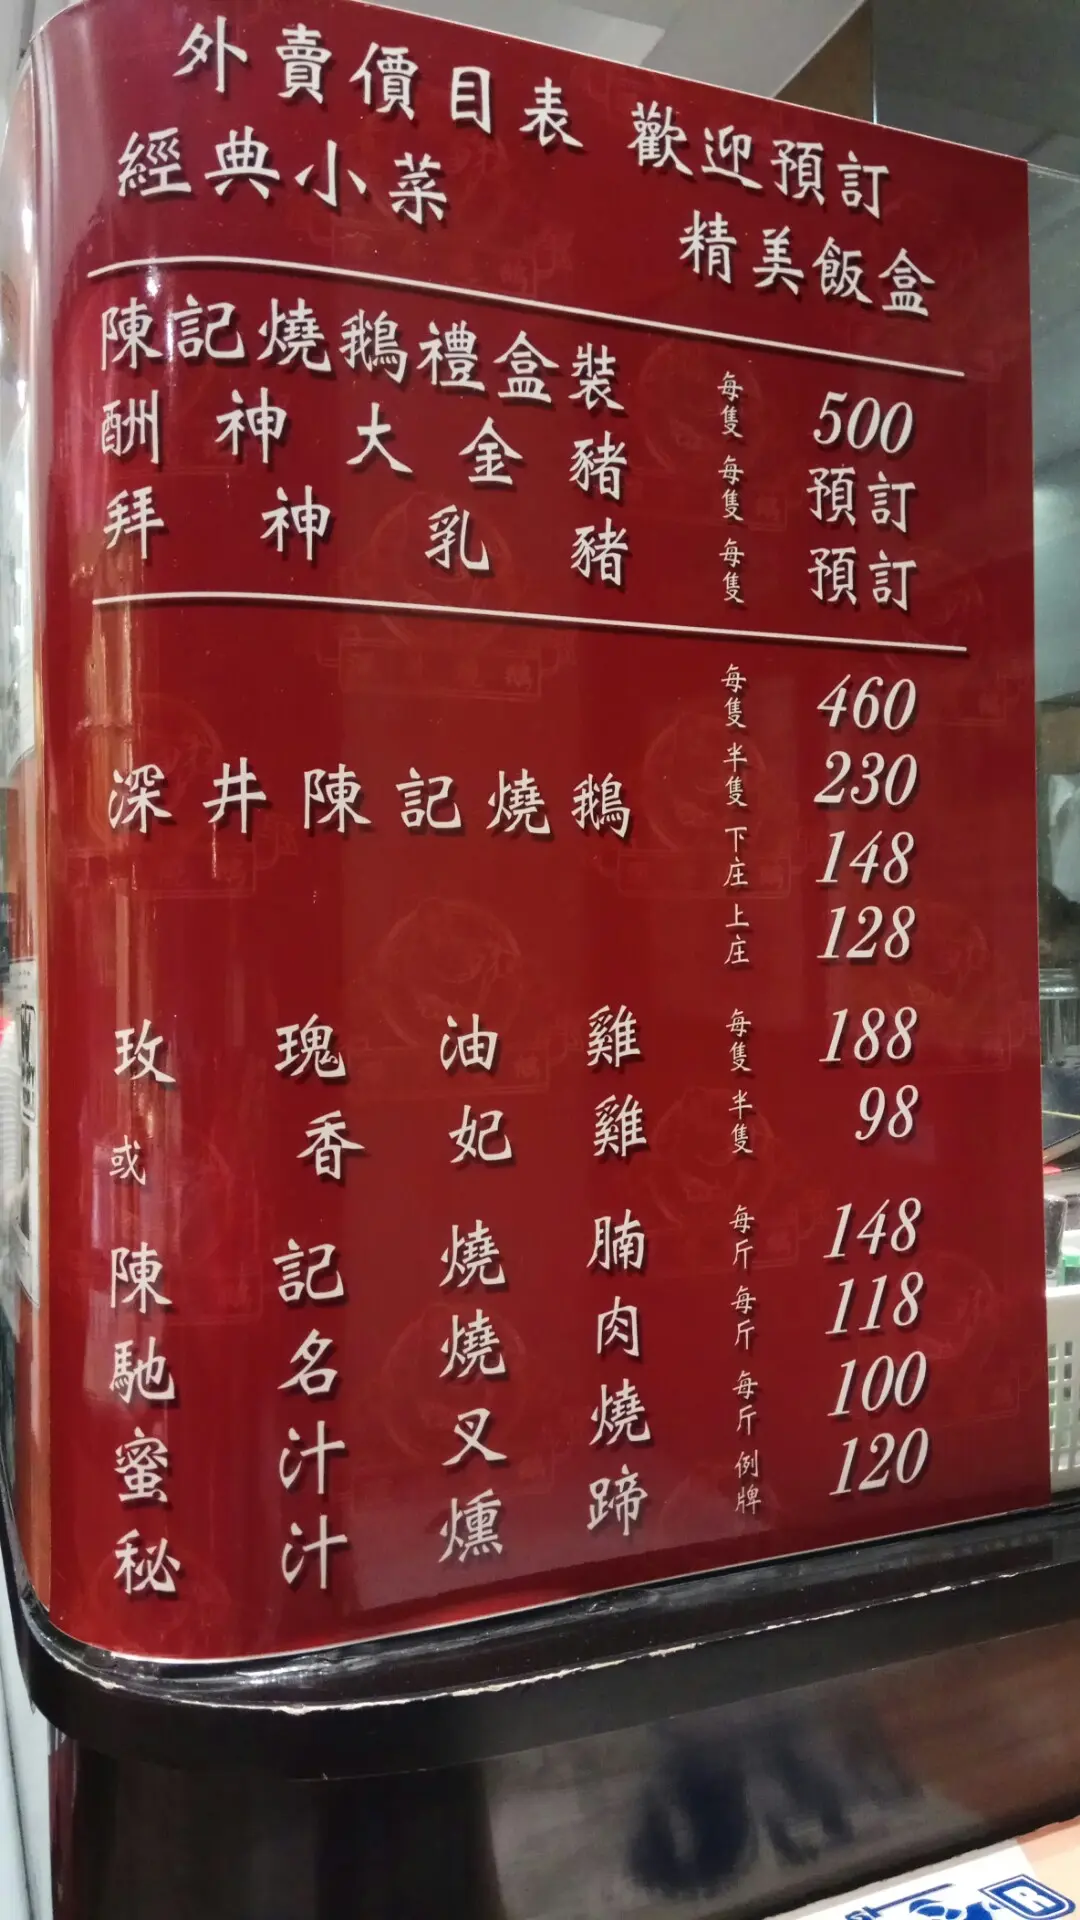 外賣價目表 歡迎預訂
經典小菜 精美飯盒
陳記燒鵝禮盒裝 每隻 500
酬神大金豬 每隻 預訂
拜神乳豬 每隻 預訂
深井陳記燒鵝 每隻 460
半隻 230
下庄 148
上庄 128
玫瑰油雞 每隻 188
或 香妃雞 半隻 98
陳記燒腩 每斤 148
馳名燒肉 每斤 118
蜜汁叉燒 每斤 100
秘汁燻蹄 例牌 120